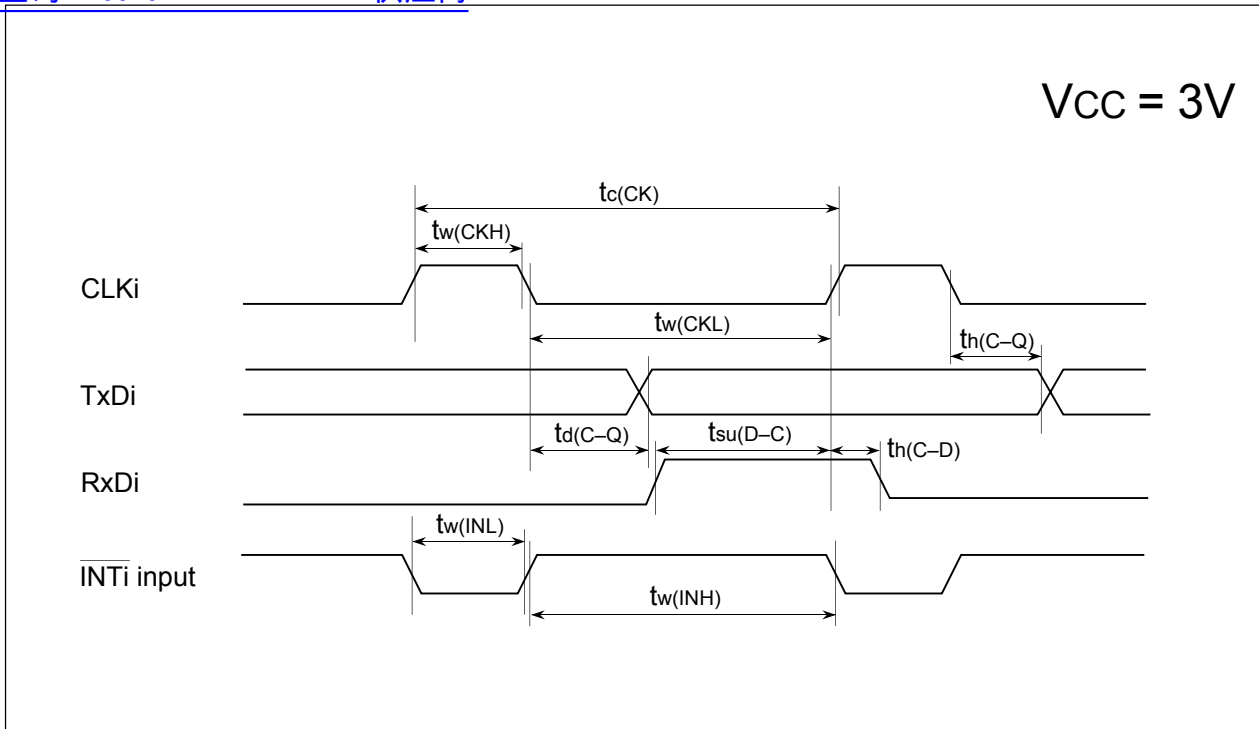 VCC = 3V
tc(CK)
tw(CKH)
CLKi
tw(CKL)
th(C–Q)
TxDi
td(C–Q)
tsu(D–C)
th(C–D)
RxDi
tw(INL)
INTi input
tw(INH)